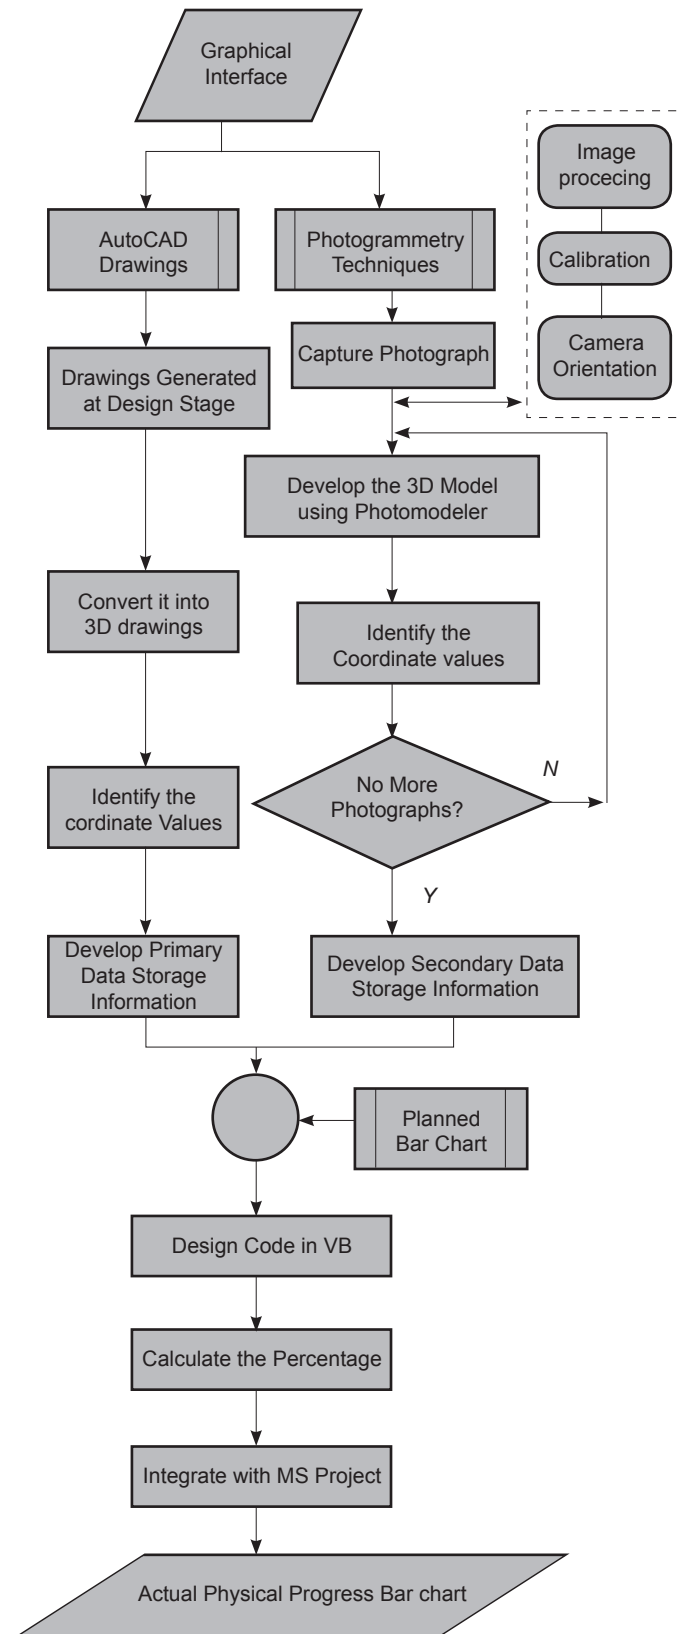 Graphical
Interface
AutoCAD
Drawings
Photogrammetry
Techniques
Image
procecing
Calibration
Camera
Orientation
Capture Photograph
Drawings Generated
at Design Stage
Develop the 3D Model
using Photomodeler
Convert it into
3D drawings
Identify the
Coordinate values
No More
Photographs?
N
Y
Identify the
cordinate Values
Develop Primary
Data Storage
Information
Develop Secondary Data
Storage Information
Planned
Bar Chart
Design Code in VB
Calculate the Percentage
Integrate with MS Project
Actual Physical Progress Bar chart